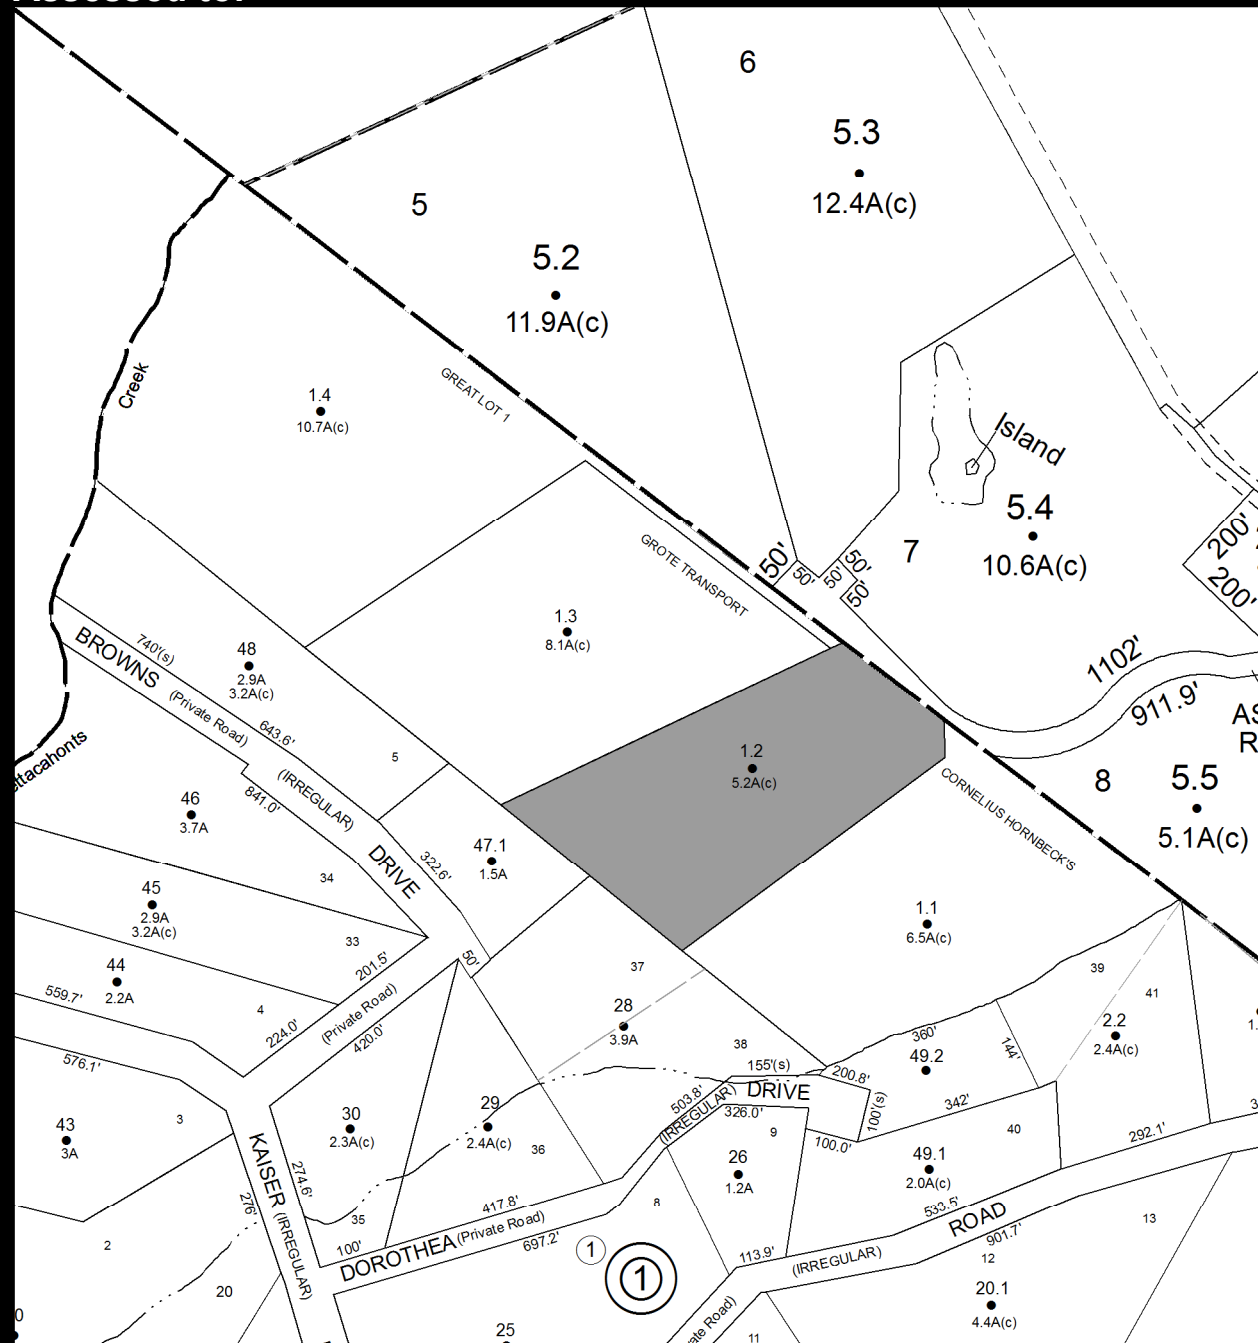 6
5.3
12.4A(c)
5
5.2
11.9A(c)
Creek
GREAT LOT 1
1.4
10.7A(c)
Island
5.4
10.6A(c)
7
200'
200'
50'
50'
50'
50'
50'
GROTE TRANSPORT
1.3
8.1A(c)
BROWNS
740'(s)
48
2.9A
3.2A(c)
(Private Road)
643.6'
1102'
911.9'
1.2
5.2A(c)
5
(IRREGULAR)
841.0'
46
3.7A
CORNELIUS HORNBECK'S
8
5.5
5.1A(c)
DRIVE
322.6'
47.1
1.5A
34
45
2.9A
3.2A(c)
33
1.1
6.5A(c)
201.5'
50'
37
39
44
2.2A
559.7'
4
(Private Road)
224.0'
420.0'
28
3.9A
41
2.2
2.4A(c)
38
360'
49.2
144'
576.1'
155'(s)
200.8'
DRIVE
503.8'
(IRREGULAR)
326.0'
100'(s)
342'
3
43
3A
30
2.3A(c)
29
2.4A(c)
36
9
100.0'
40
292.1'
26
1.2A
49.1
2.0A(c)
KAISER
(IRREGULAR)
274.6'
276'
417.8'
8
533.5'
ROAD
901.7'
13
35
100'
DOROTHEA
(Private Road)
697.2'
2
1
1
113.9'
(IRREGULAR)
12
20
20.1
4.4A(c)
25
11